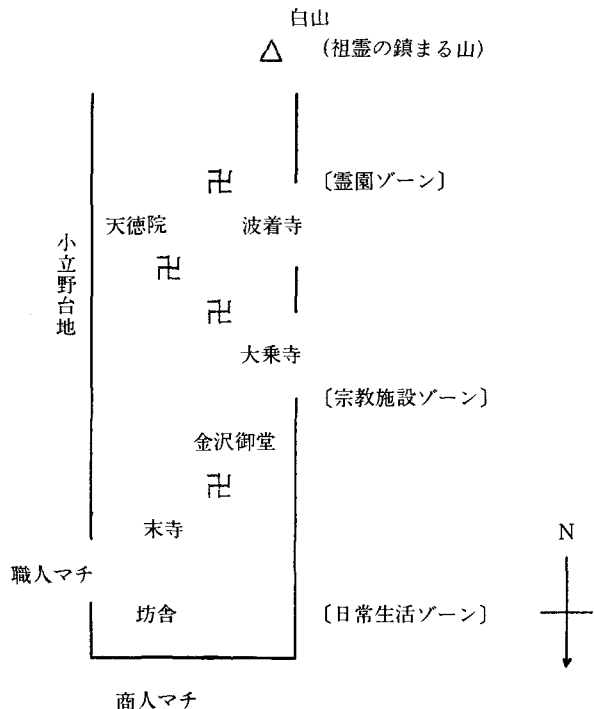 白山
(祖霊の鎮まる山)
卍
〔霊園ゾーン〕
天徳院
波着寺
小立野台地
卍
卍
大乗寺
〔宗教施設ゾーン〕
金沢御堂
卍
末寺
N
職人マチ
坊舎
〔日常生活ゾーン〕
商人マチ